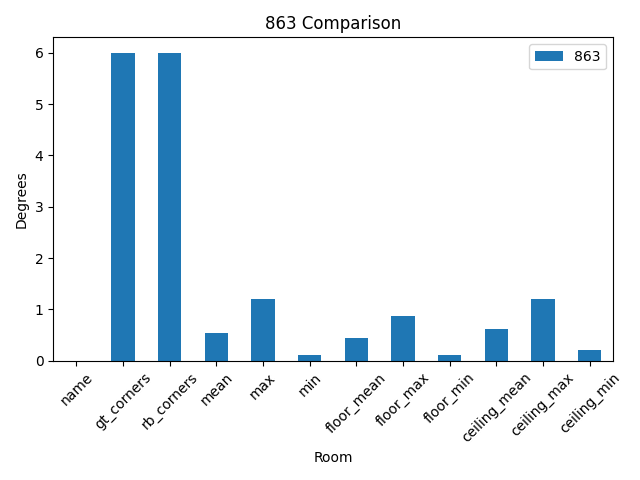 863 Comparison
863
Degrees
6
5
4
3
2
1
0
name
gt_corners
rb_corners
mean
max
min
floor_mean
floor_max
floor_min
ceiling_mean
ceiling_max
ceiling_min
Room